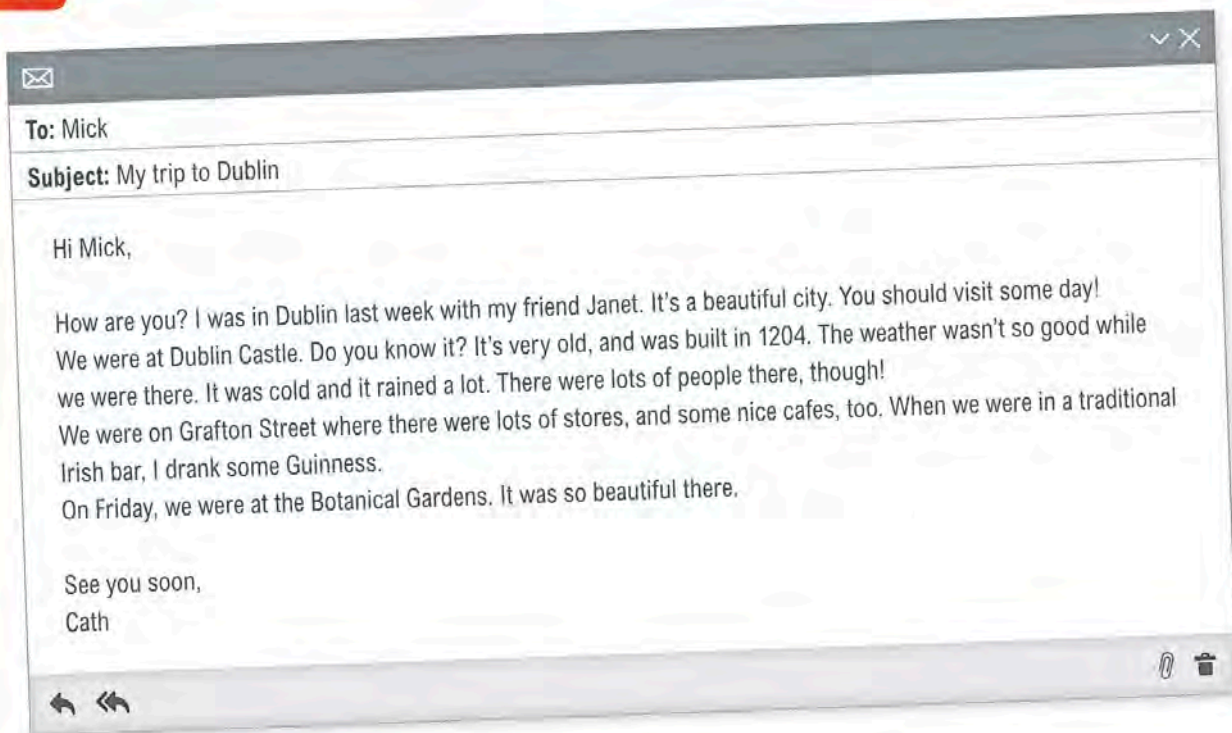 To: Mick
Subject: My trip to Dublin
Hi Mick,
How are you? I was in Dublin last week with my friend Janet. It's a beautiful city. You should visit some day!
We were at Dublin Castle. Do you know it? It's very old, and was built in 1204. The weather wasn't so good while
we were there. It was cold and it rained a lot. There were lots of people there, though!
We were on Grafton Street where there were lots of stores, and some nice cafes, too. When we were in a traditional
Irish bar, I drank some Guinness.
On Friday, we were at the Botanical Gardens. It was so beautiful there.
See you soon,
Cath